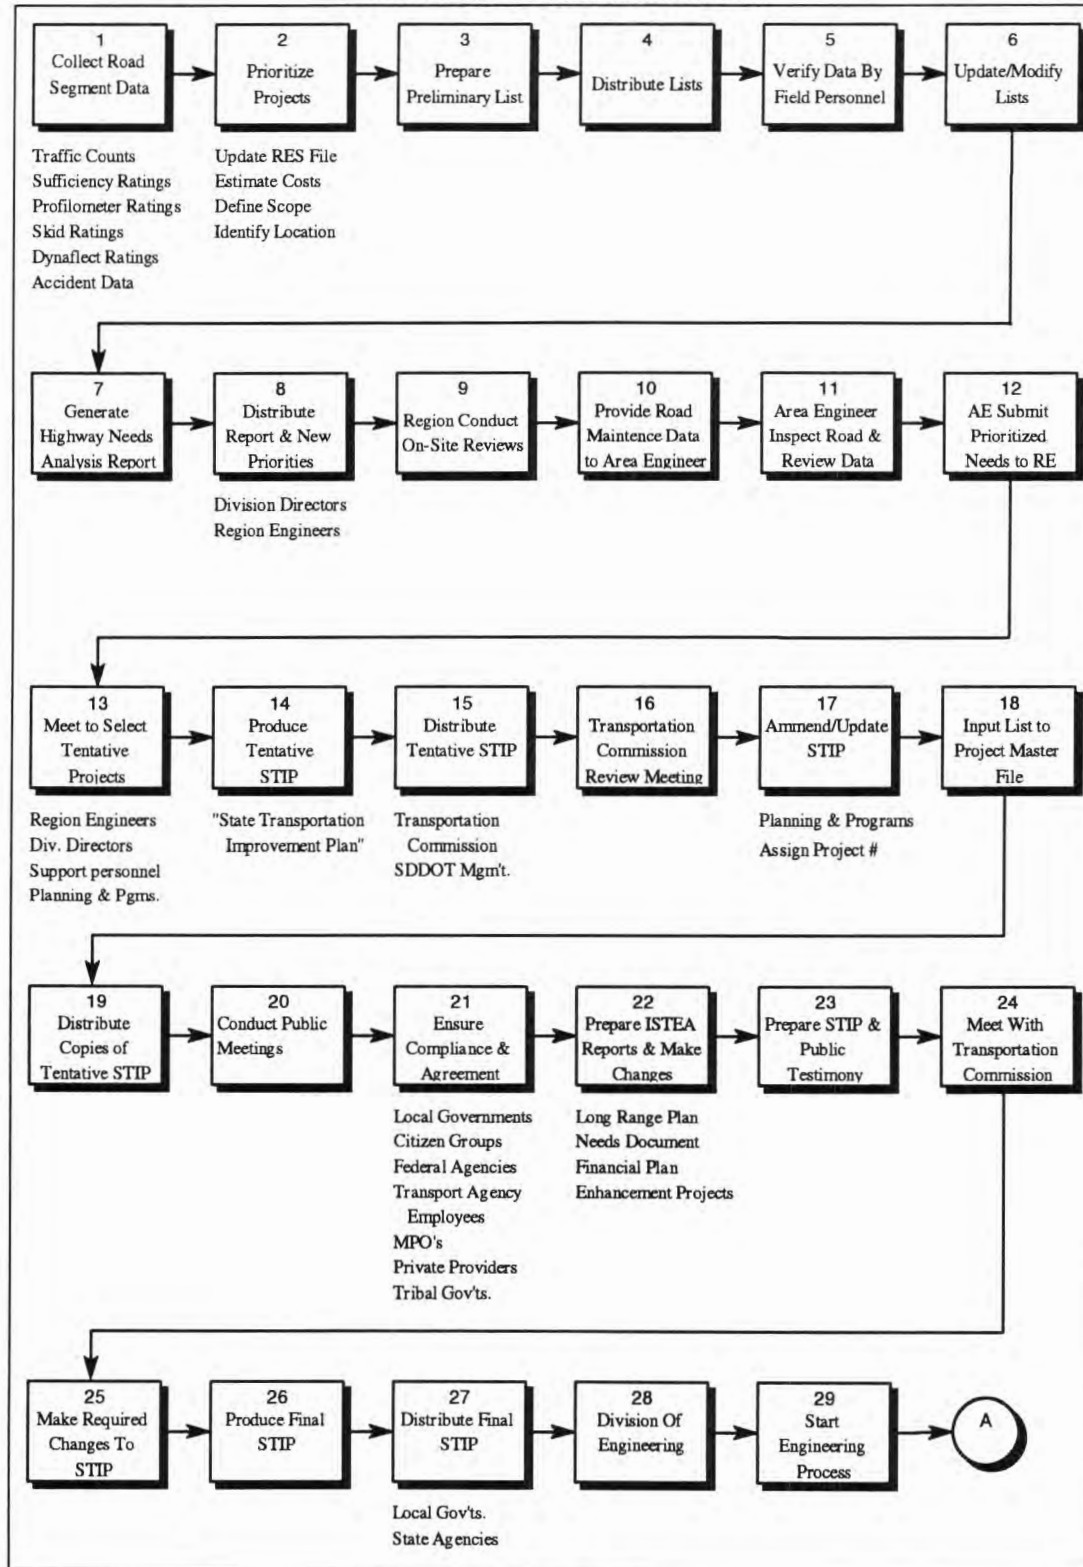 1
Collect Road
Segment Data
2
Prioritize
Projects
3
Prepare
Preliminary List
4
Distribute Lists
5
Verify Data By
Field Personnel
6
Update/Modify
Lists
Traffic Counts
Sufficiency Ratings
Profilometer Ratings
Skid Ratings
Dynaflect Ratings
Accident Data
Update RES File
Estimate Costs
Define Scope
Identify Location
7
Generate
Highway Needs
Analysis Report
8
Distribute
Report & New
Priorities
9
Region Conduct
On-Site Reviews
10
Provide Road
Maintence Data
to Area Engineer
11
Area Engineer
Inspect Road &
Review Data
12
AE Submit
Prioritized
Needs to RE
Division Directors
Region Engineers
13
Meet to Select
Tentative
Projects
14
Produce
Tentative
STIP
15
Distribute
Tentative STIP
16
Transportation
Commission
Review Meeting
17
Ammend/Update
STIP
18
Input List to
Project Master
File
Region Engineers
Div. Directors
Support personnel
Planning & Pgms.
"State Transportation
Improvement Plan"
Transportation
Commission
SDDOT Mgm't.
Planning & Programs
Assign Project #
19
Distribute
Copies of
Tentative STIP
20
Conduct Public
Meetings
21
Ensure
Compliance &
Agreement
22
Prepare ISTEA
Reports & Make
Changes
23
Prepare STIP &
Public
Testimony
24
Meet With
Transportation
Commission
Local Governments
Citizen Groups
Federal Agencies
Transport Agency
Employees
MPO's
Private Providers
Tribal Gov'ts.
Long Range Plan
Needs Document
Financial Plan
Enhancement Projects
25
Make Required
Changes To
STIP
26
Produce Final
STIP
27
Distribute Final
STIP
28
Division Of
Engineering
29
Start
Engineering
Process
A
Local Gov'ts.
State Agencies